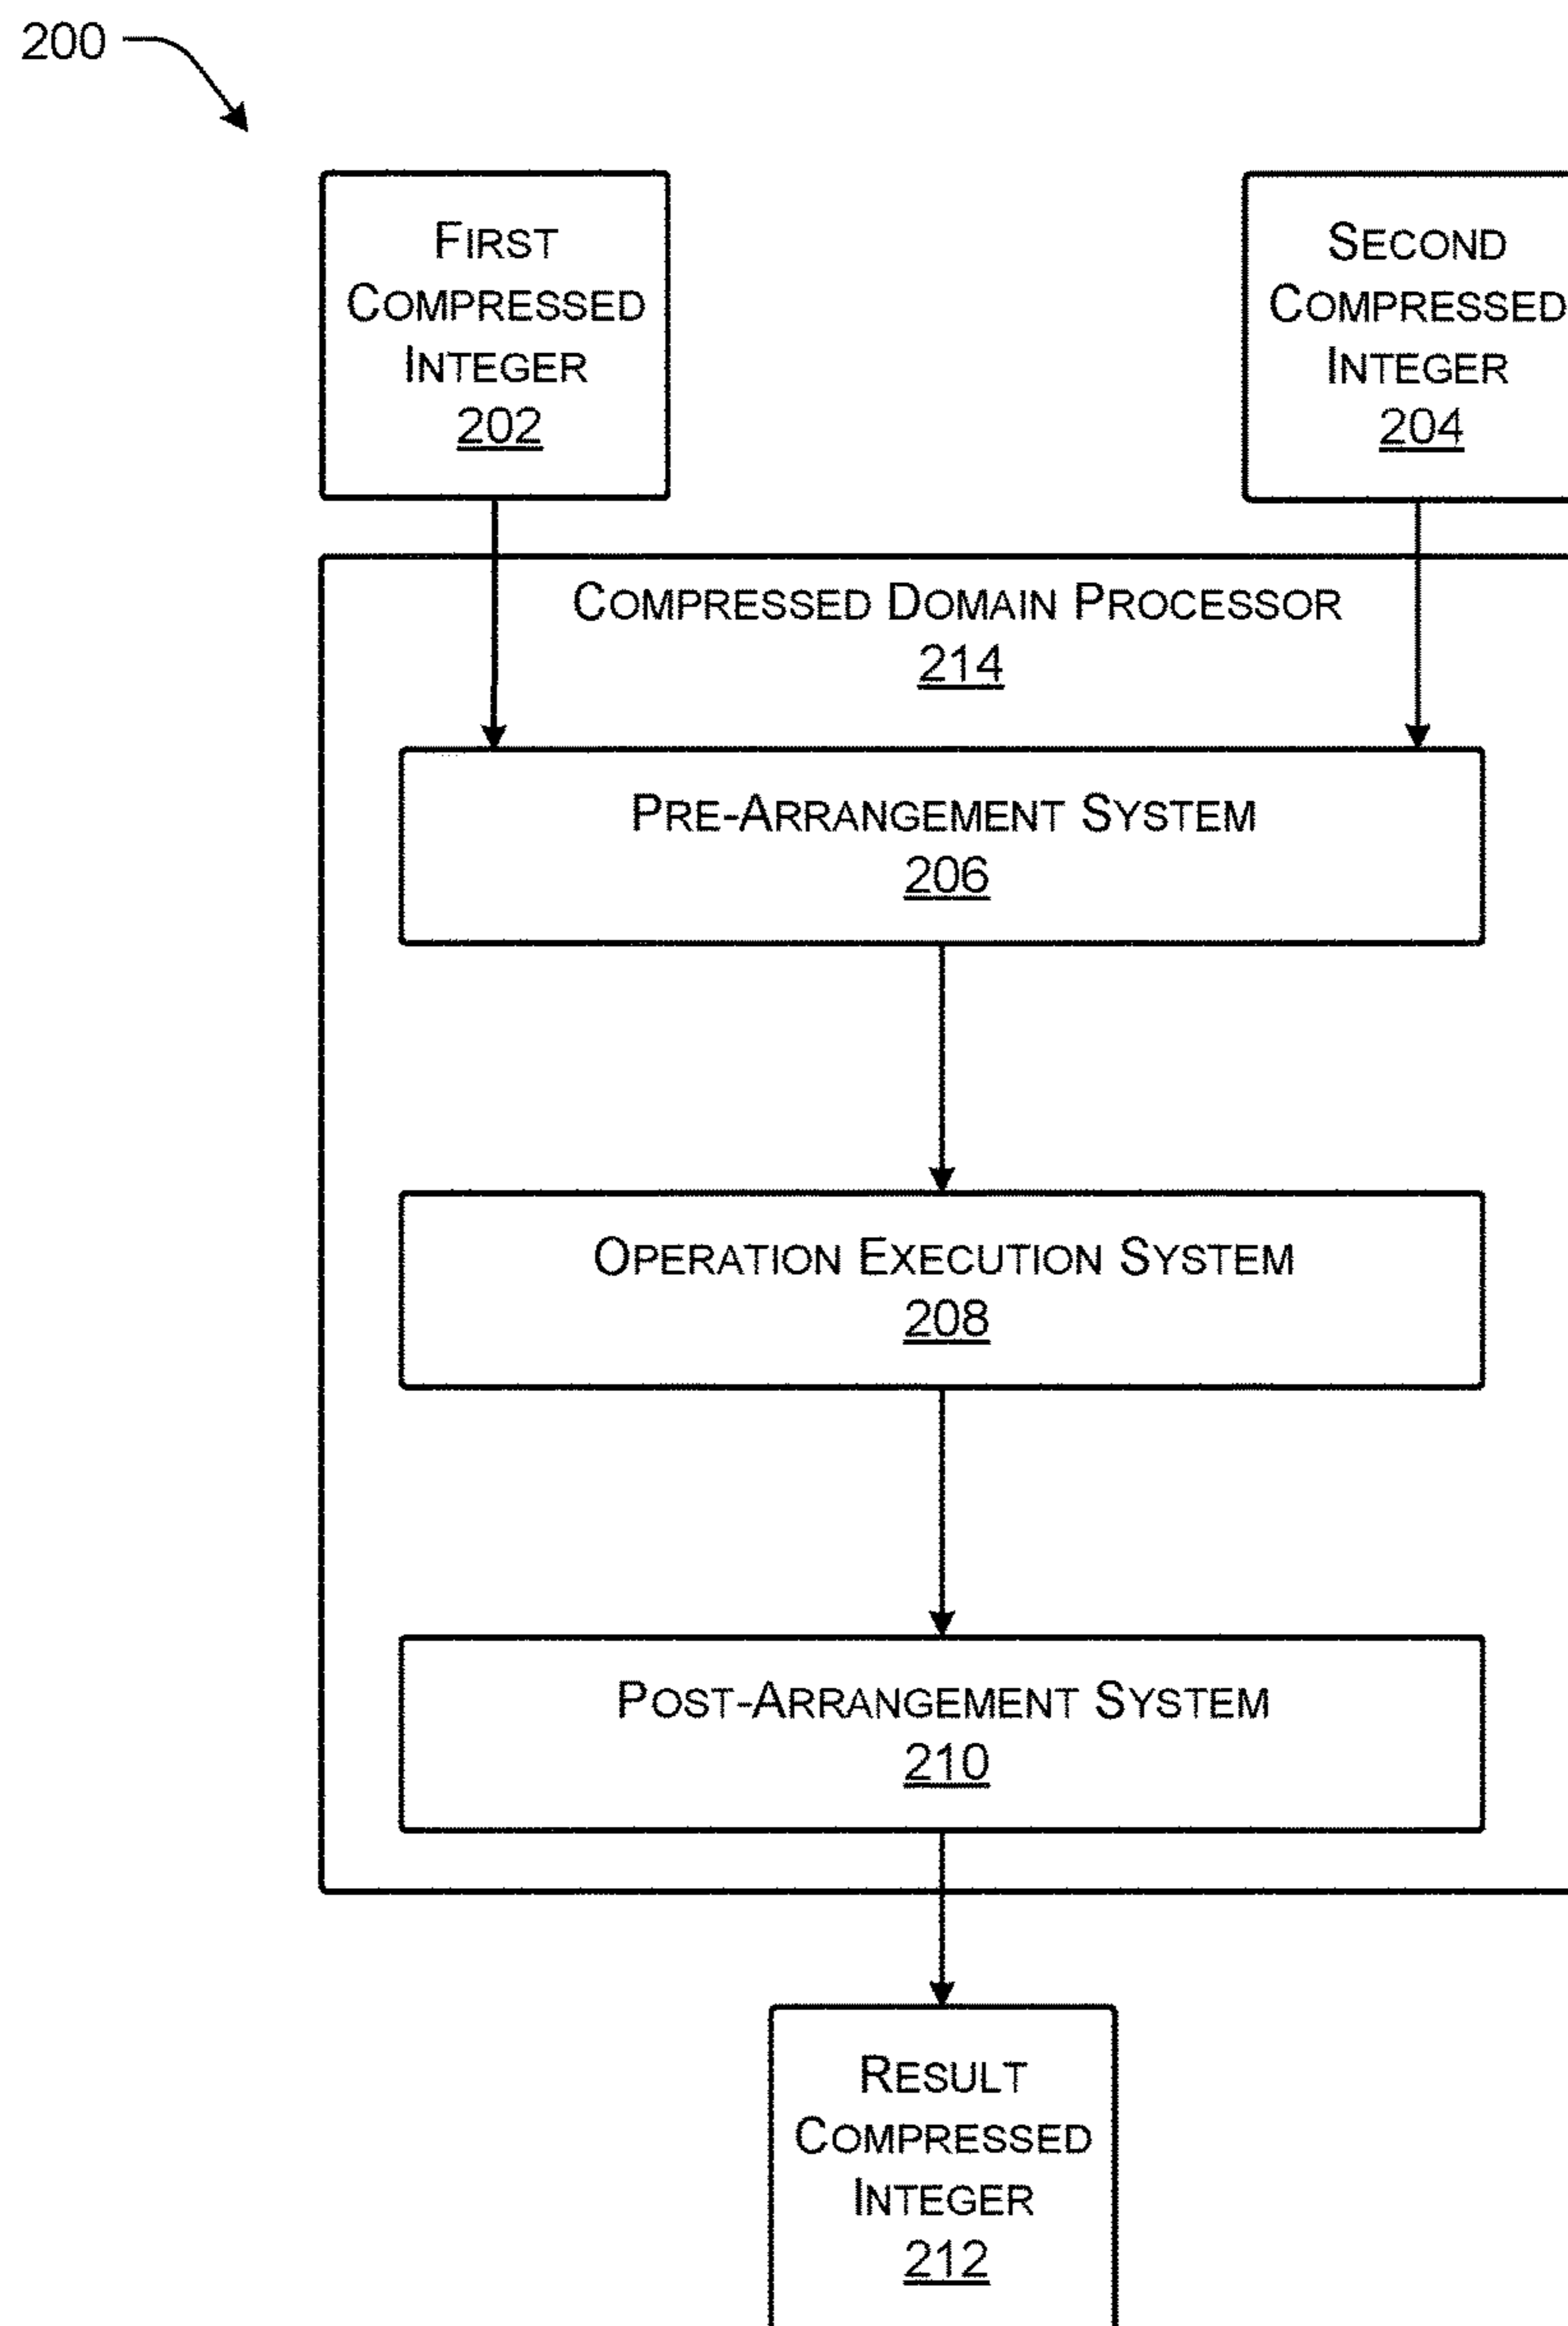 200
FIRST
COMPRESSED
INTEGER
202
SECOND
COMPRESSED
INTEGER
204
COMPRESSED DOMAIN PROCESSOR
214
PRE-ARRANGEMENT SYSTEM
206
OPERATION EXECUTION SYSTEM
208
POST-ARRANGEMENT SYSTEM
210
RESULT
COMPRESSED
INTEGER
212